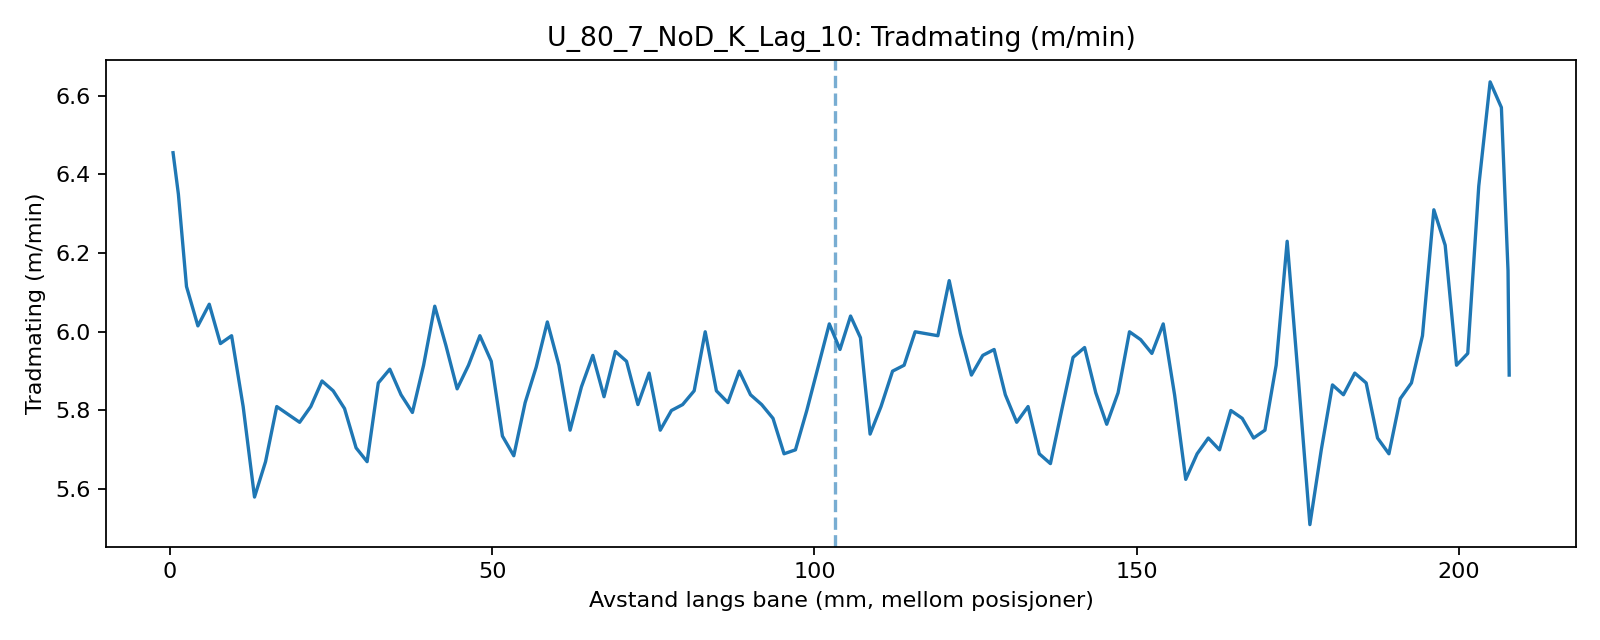 U_80_7_NoD_K_Lag_10: Tradmating (m/min)
Tradmating (m/min)
6.6
6.4
6.2
6.0
5.8
5.6
0 50 100 150 200
Avstand langs bane (mm, mellom posisjoner)